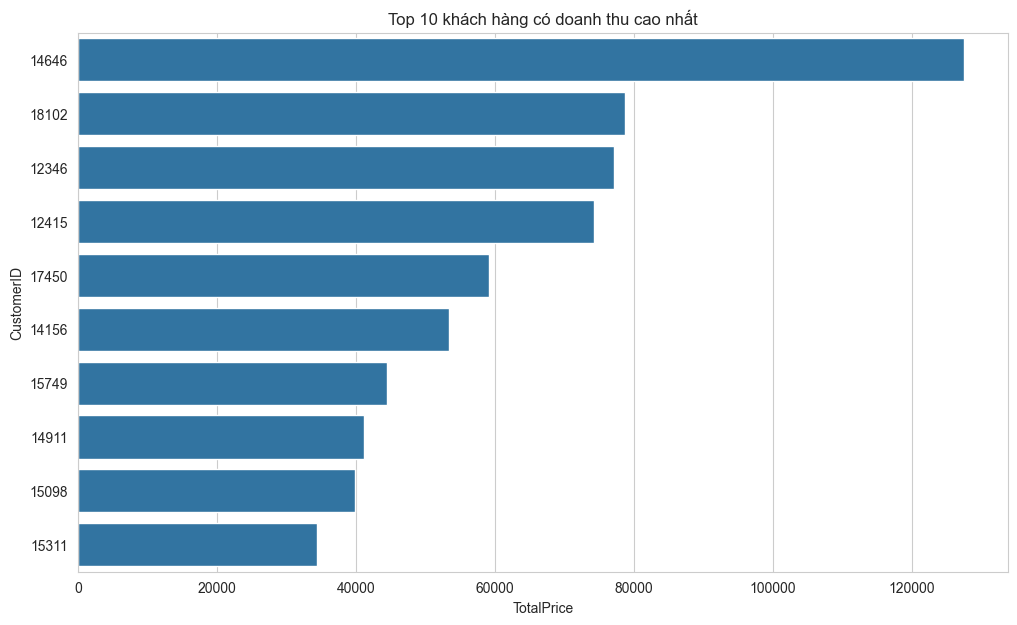 Top 10 khách hàng có doanh thu cao nhất
CustomerID
14646
18102
12346
12415
17450
14156
15749
14911
15098
15311
0 20000 40000 60000 80000 100000 120000
TotalPrice